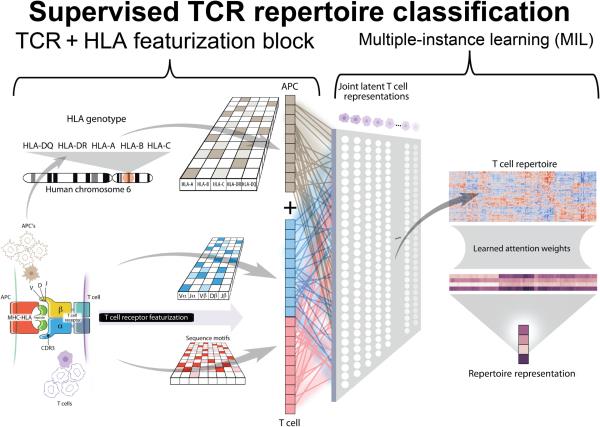 Supervised TCR repertoire classification
TCR + HLA featurization block
Multiple-instance learning (MIL)
APC
Joint latent T cell
representations
HLA genotype
HLA-DQ HLA-DR HLA-A HLA-B HLA-C
Human chromosome 6
HLA-A HLA-B HLA-C HLA-DR HLA-DQ
T cell repertoire
+
...
APC's
Learned attention weights
V D J
APC
T cell
MHC-HLA
Peptide
β
α
T cell
receptor
CDR3
T cells
Vα Jα Vβ Dβ Jβ
T cell receptor featurization
Sequence motifs
T cell
Repertoire representation